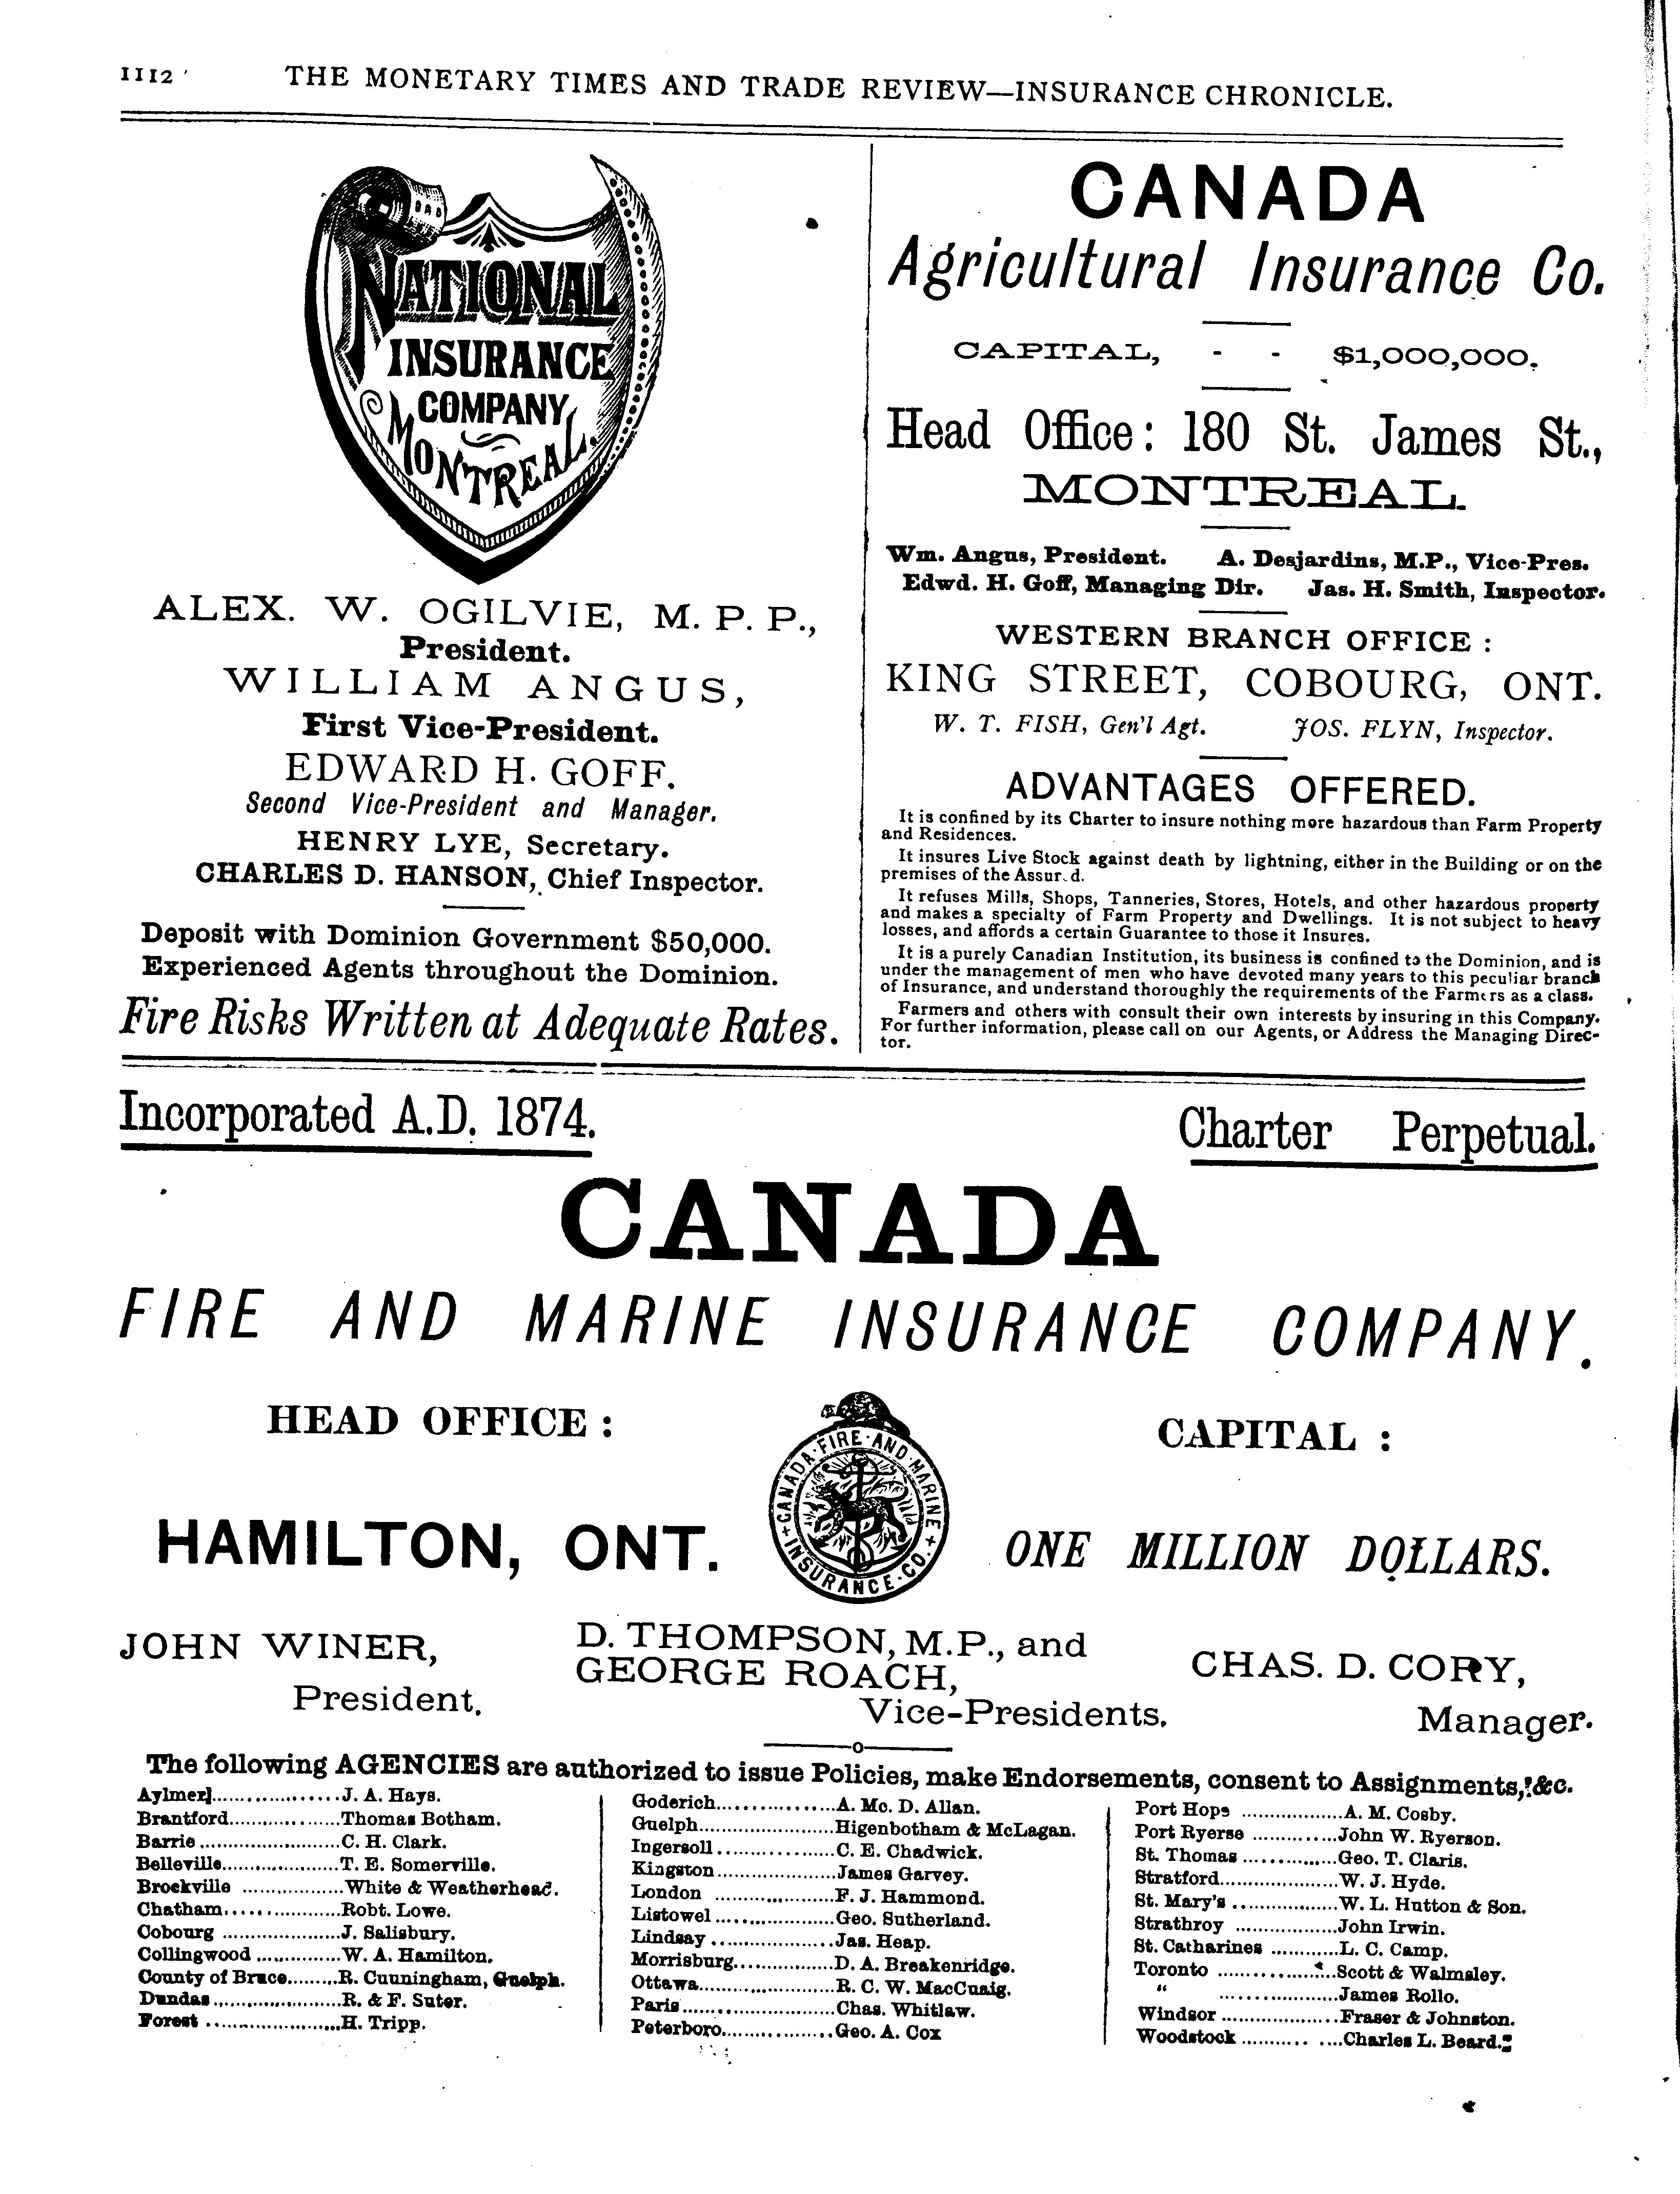 1112
THE MONETARY TIMES AND TRADE REVIEW—INSURANCE CHRONICLE.
NATIONAL
INSURANCE
COMPANY
MONTREAL.
ALEX. W. OGILVIE, M. P. P.,
President.
WILLIAM ANGUS,
First Vice-President.
EDWARD H. GOFF.
Second Vice-President and Manager.
HENRY LYE, Secretary.
CHARLES D. HANSON, Chief Inspector.
Deposit with Dominion Government $50,000.
Experienced Agents throughout the Dominion.
Fire Risks Written at Adequate Rates.
CANADA
Agricultural Insurance Co.
CAPITAL, - - $1,000,000.
Head Office: 180 St. James St.,
MONTREAL.
Wm. Angus, President. A. Desjardins, M.P., Vice-Pres.
Edwd. H. Goff, Managing Dir. Jas. H. Smith, Inspector.
WESTERN BRANCH OFFICE:
KING STREET, COBOURG, ONT.
W. T. FISH, Gen'l Agt. JOS. FLYN, Inspector.
ADVANTAGES OFFERED.
It is confined by its Charter to insure nothing more hazardous than Farm Property
and Residences.
It insures Live Stock against death by lightning, either in the Building or on the
premises of the Assur.d.
It refuses Mills, Shops, Tanneries, Stores, Hotels, and other hazardous property
and makes a specialty of Farm Property and Dwellings. It is not subject to heavy
losses, and affords a certain Guarantee to those it Insures.
It is a purely Canadian Institution, its business is confined to the Dominion, and is
under the management of men who have devoted many years to this peculiar branch
of Insurance, and understand thoroughly the requirements of the Farmers as a class.
Farmers and others with consult their own interests by insuring in this Company.
For further information, please call on our Agents, or Address the Managing Direc-
tor.
Incorporated A.D. 1874. Charter Perpetual.
CANADA
FIRE AND MARINE INSURANCE COMPANY.
HEAD OFFICE:
HAMILTON, ONT.
CANADA·FIRE·AND·MARINE
INSURANCE·CO.
CAPITAL:
ONE MILLION DOLLARS.
JOHN WINER,
President.
D. THOMPSON, M.P., and
GEORGE ROACH,
Vice-Presidents.
CHAS. D. CORY,
Manager.
The following AGENCIES are authorized to issue Policies, make Endorsements, consent to Assignments, &c.
Aylmer..................J. A. Hays.
Brantford..................Thomas Botham.
Barrie..................C. H. Clark.
Belleville..................T. E. Somerville.
Brockville ..................White & Weatherhead.
Chatham..................Robt. Lowe.
Cobourg ..................J. Salisbury.
Collingwood ..............W. A. Hamilton.
County of Bruce.........R. Cunningham, Guelph.
Dundas..................R. & F. Suter.
Forest ..................H. Tripp.
Goderich..................A. Mc. D. Allan.
Guelph..................Higenbotham & McLagan.
Ingersoll..................C. E. Chadwick.
Kingston..................James Garvey.
London ..................F. J. Hammond.
Listowel..................Geo. Sutherland.
Lindsay..................Jas. Heap.
Morrisburg..................D. A. Breakenridge.
Ottawa..................R. C. W. MacCuaig.
Paris..................Chas. Whitlaw.
Peterboro..................Geo. A. Cox
Port Hope ..................A. M. Cosby.
Port Ryerse ..............John W. Ryerson.
St. Thomas ..............Geo. T. Claris.
Stratford..................W. J. Hyde.
St. Mary's ..................W. L. Hutton & Son.
Strathroy ..................John Irwin.
St. Catharines ...........L. C. Camp.
Toronto ..................Scott & Walmsley.
" ..................James Rollo.
Windsor ..................Fraser & Johnston.
Woodstock ...............Charles L. Beard.